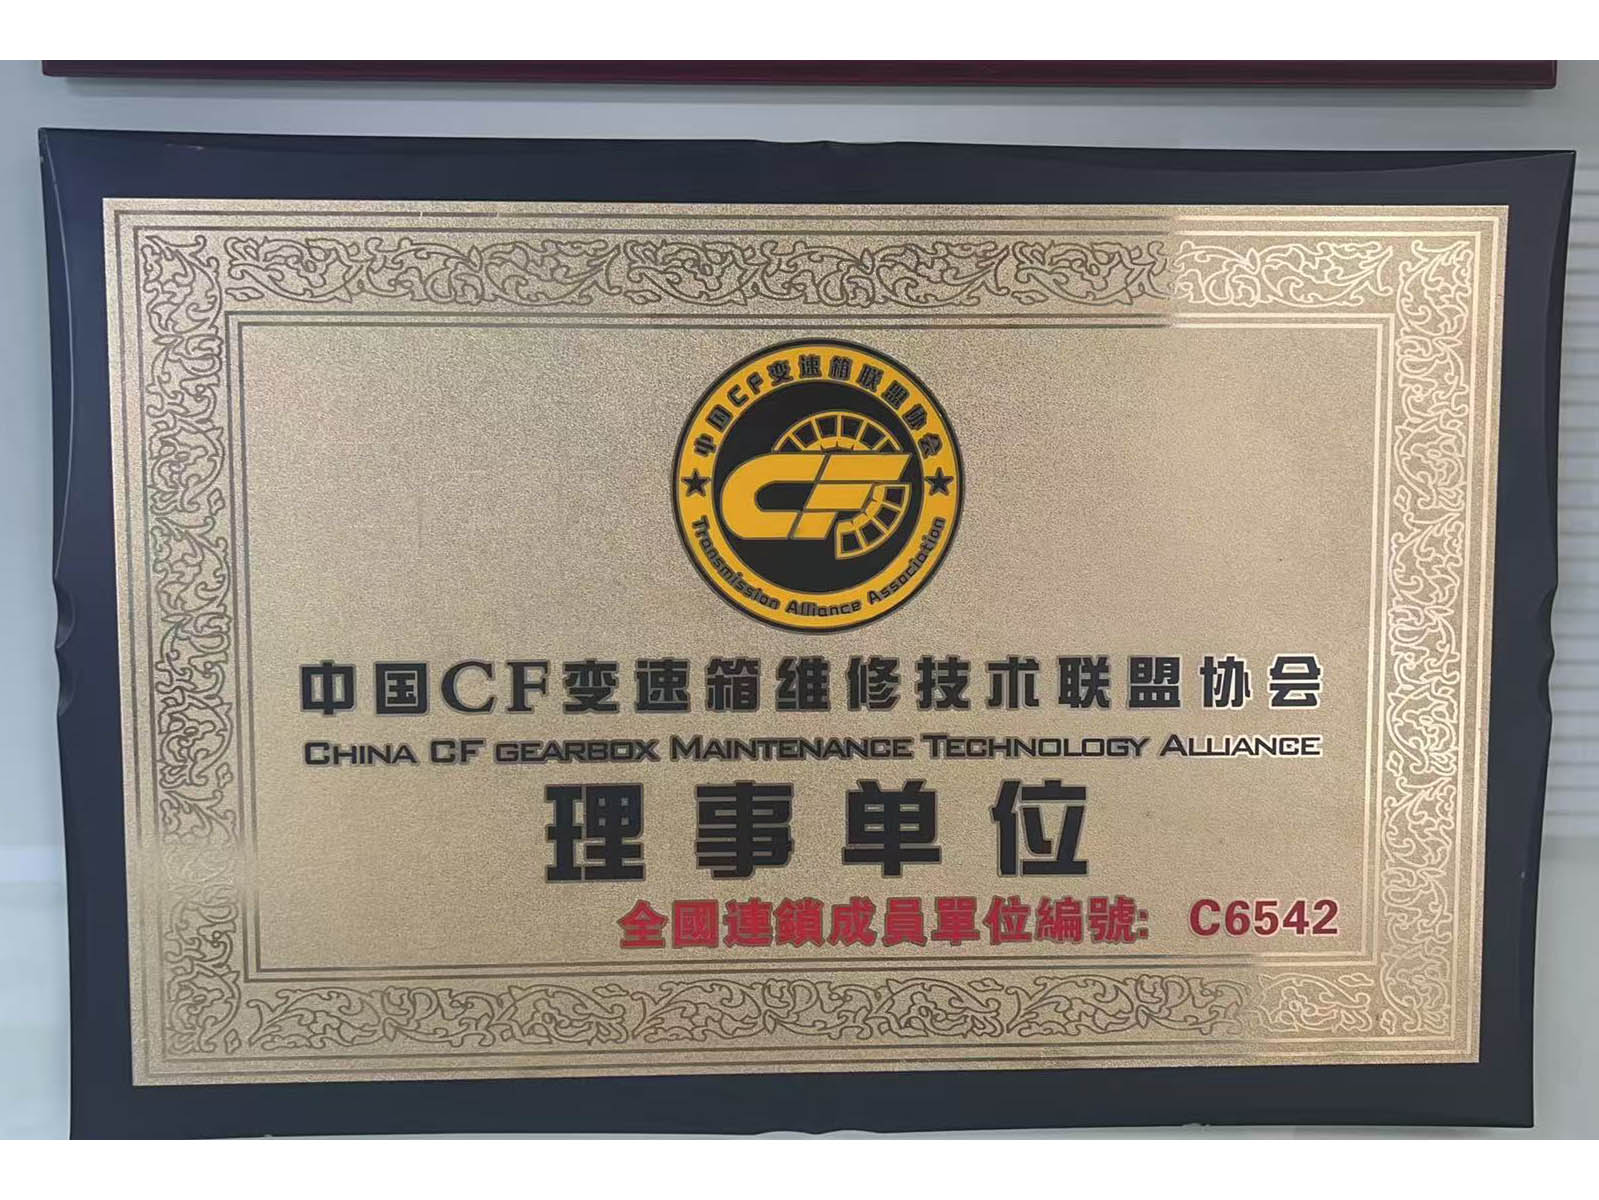 中国CF变速箱联盟协会
CF
Transmission Alliance Association
中国CF变速箱维修技术联盟协会
CHINA CF GEARBOX MAINTENANCE TECHNOLOGY ALLIANCE
理事单位
全國連鎖成員單位編號: C6542